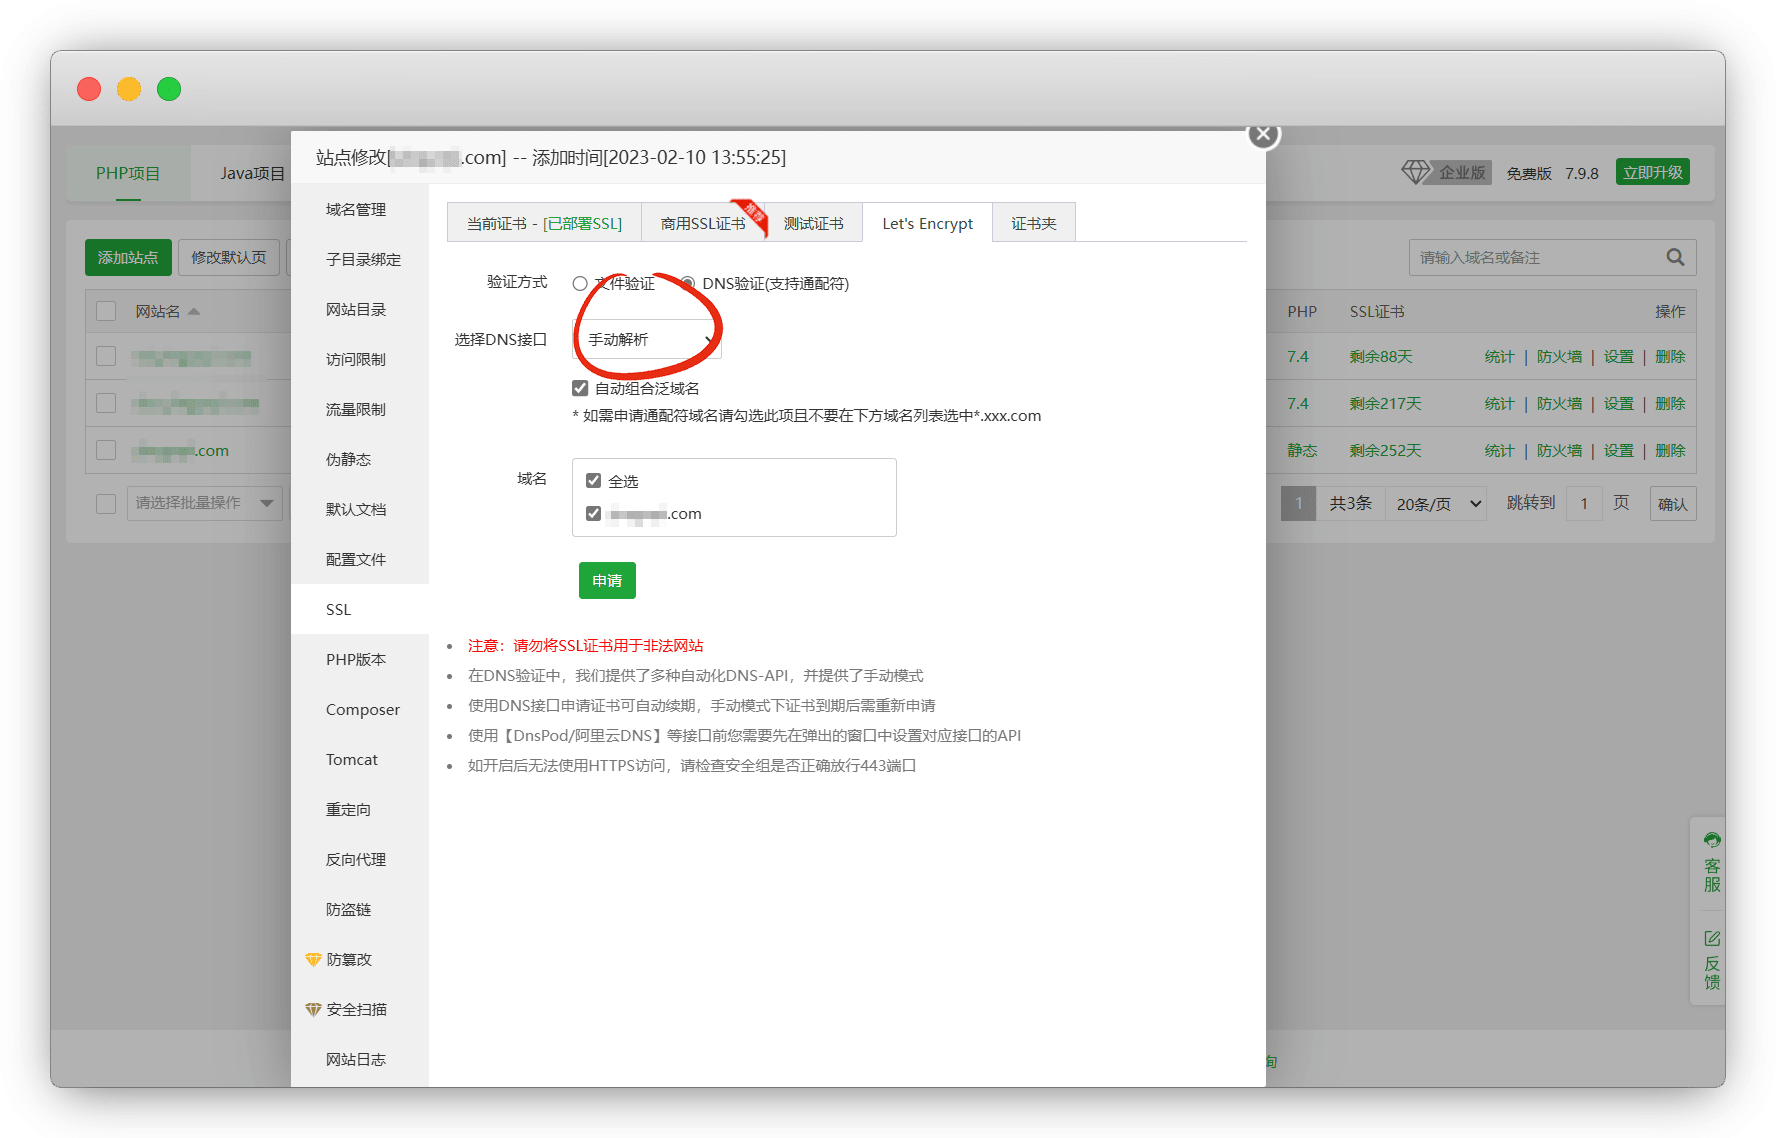 PHP项目
Java项目
企业版
免费版
7.9.8
立即升级
添加站点
修改默认页
请输入域名或备注
网站名
PHP
SSL证书
操作
7.4
剩余88天
统计 | 防火墙 | 设置 | 删除
7.4
剩余217天
统计 | 防火墙 | 设置 | 删除
.com
静态
剩余252天
统计 | 防火墙 | 设置 | 删除
请选择批量操作
1
共3条
20条/页
跳转到
1
页
确认
站点修改[
.com] -- 添加时间[2023-02-10 13:55:25]
域名管理
子目录绑定
网站目录
访问限制
流量限制
伪静态
默认文档
配置文件
SSL
PHP版本
Composer
Tomcat
重定向
反向代理
防盗链
防篡改
安全扫描
网站日志
当前证书 - [已部署SSL]
商用SSL证书
推荐
测试证书
Let's Encrypt
证书夹
验证方式
文件验证
DNS验证(支持通配符)
选择DNS接口
手动解析
自动组合泛域名
* 如需申请通配符域名请勾选此项目不要在下方域名列表选中*.xxx.com
域名
全选
.com
申请
注意：请勿将SSL证书用于非法网站
在DNS验证中，我们提供了多种自动化DNS-API，并提供了手动模式
使用DNS接口申请证书可自动续期，手动模式下证书到期后需重新申请
使用【DnsPod/阿里云DNS】等接口前您需要先在弹出的窗口中设置对应接口的API
如开启后无法使用HTTPS访问，请检查安全组是否正确放行443端口
客服
反馈
询